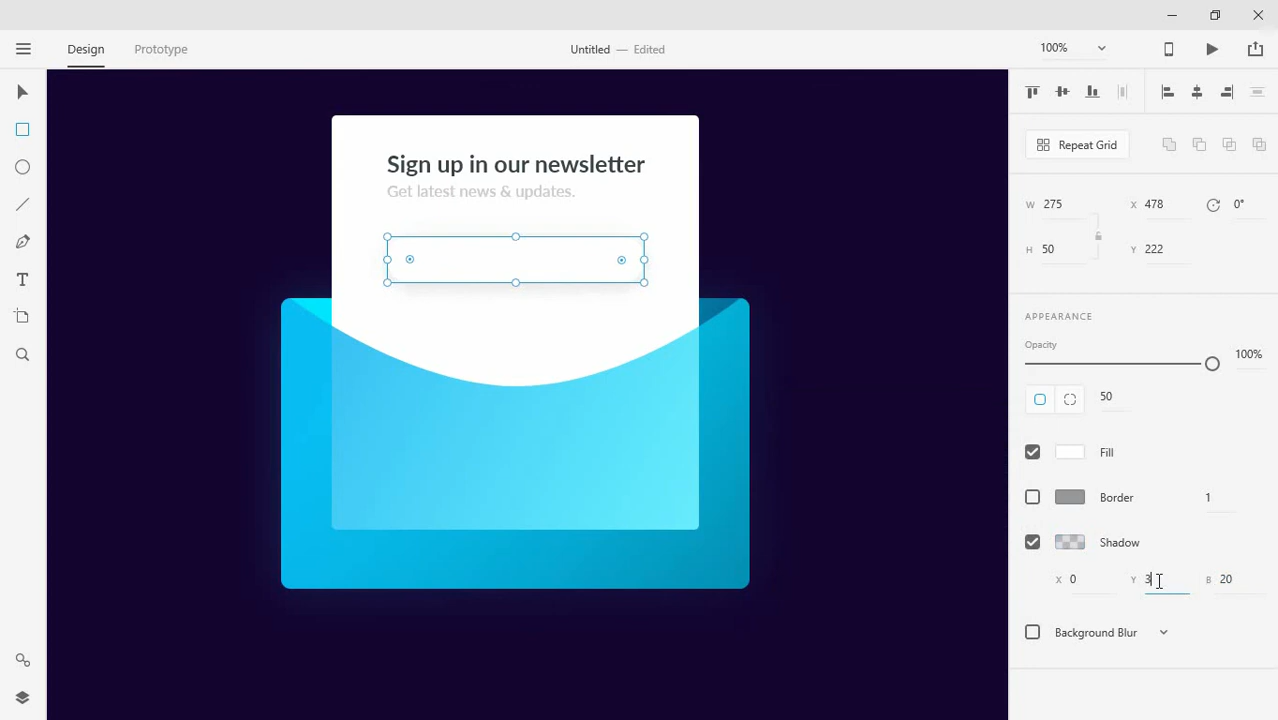 Design Prototype Untitled — Edited 100%
Repeat Grid
W 275 X 478 0°
H 50 Y 222
APPEARANCE
Opacity
100%
50
Fill
Border 1
Shadow
X 0 Y 3 B 20
Background Blur
Sign up in our newsletter
Get latest news & updates.
T